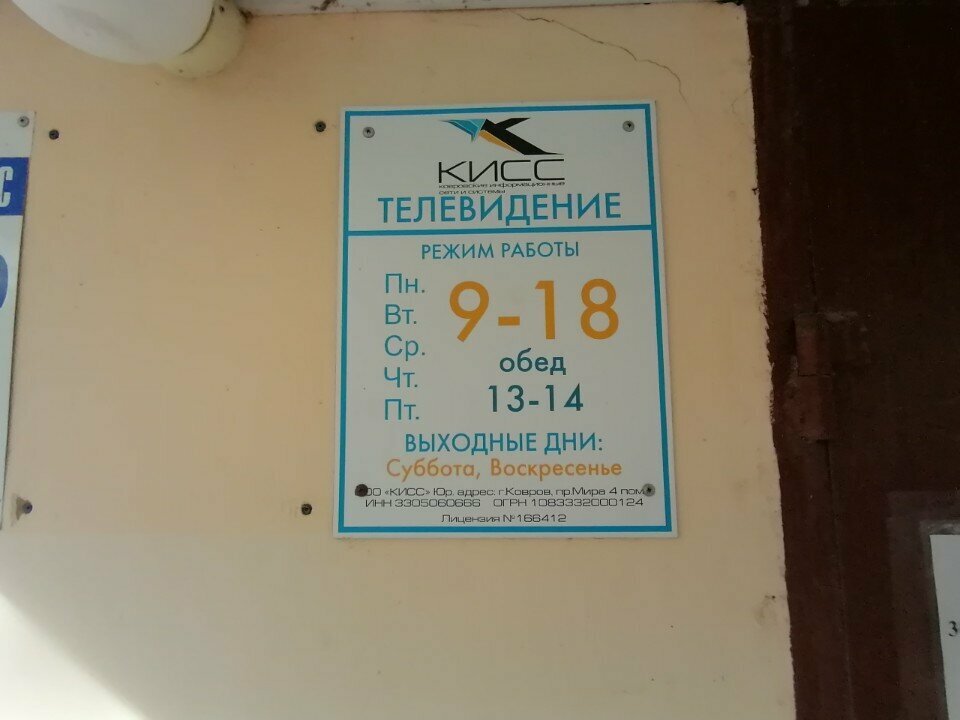 КИСС
ковровские информационные
сети и системы
ТЕЛЕВИДЕНИЕ
РЕЖИМ РАБОТЫ
Пн.
Вт.
Ср.
Чт.
Пт.
9-18
обед
13-14
ВЫХОДНЫЕ ДНИ:
Суббота, Воскресенье
ОО «КИСС» Юр. адрес: г.Ковров, пр.Мира 4 пом.
ИНН 3305060666 ОГРН 1083332000124
Лицензия №166412
С
З